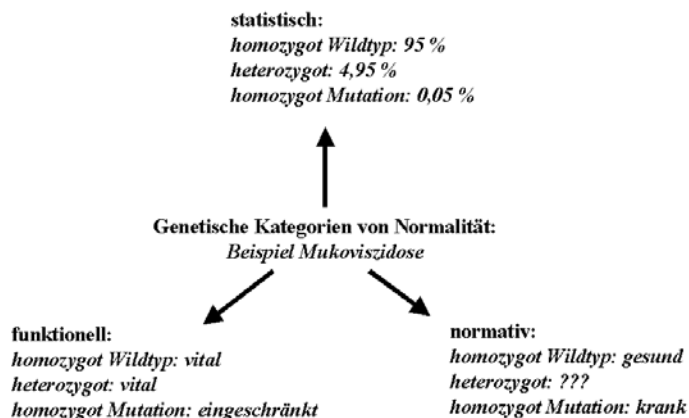 statistisch:
homozygot Wildtyp: 95 %
heterozygot: 4,95 %
homozygot Mutation: 0,05 %
Genetische Kategorien von Normalität:
Beispiel Mukoviszidose
funktionell:
homozygot Wildtyp: vital
heterozygot: vital
homozygot Mutation: eingeschränkt
normativ:
homozygot Wildtyp: gesund
heterozygot: ???
homozygot Mutation: krank